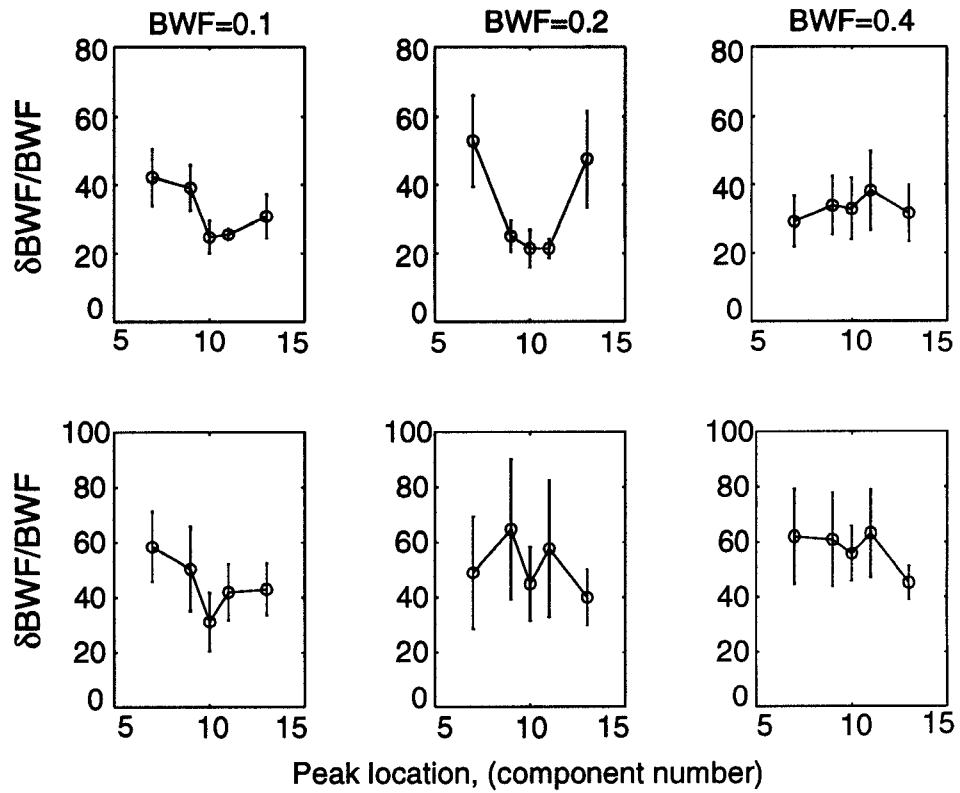 BWF=0.1 BWF=0.2 BWF=0.4
δBWF/BWF
80 80 80
60 60 60
40 40 40
20 20 20
0 0 0
5 10 15 5 10 15 5 10 15
δBWF/BWF
100 100 100
80 80 80
60 60 60
40 40 40
20 20 20
0 0 0
5 10 15 5 10 15 5 10 15
Peak location, (component number)